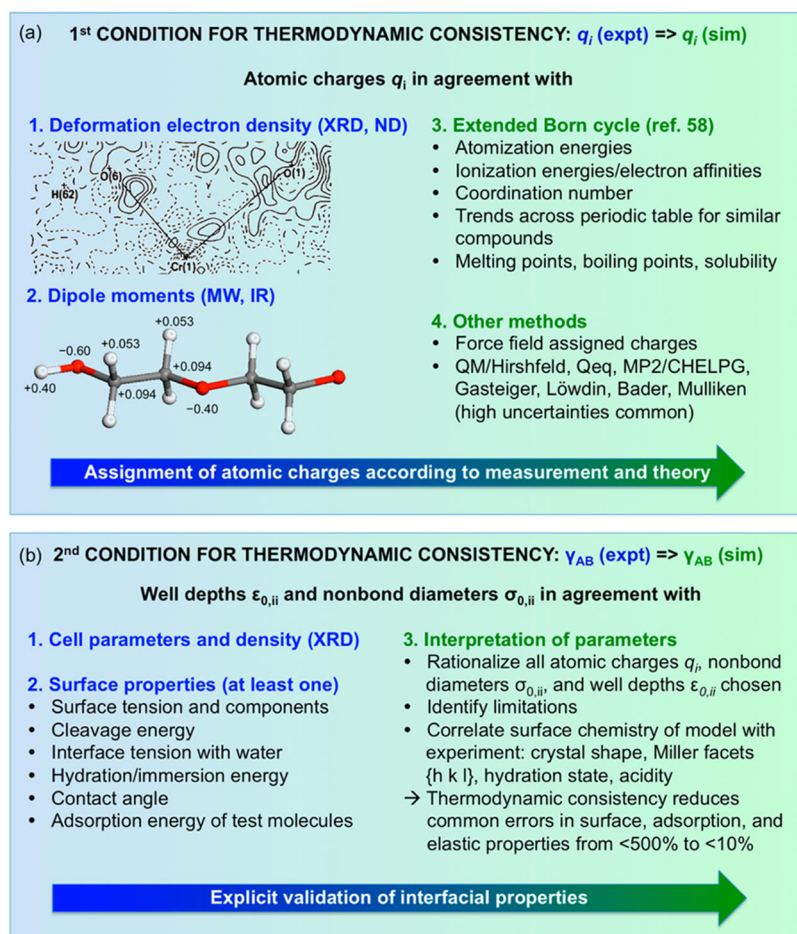 (a) 1st CONDITION FOR THERMODYNAMIC CONSISTENCY: qi (expt) => qi (sim)
Atomic charges qi in agreement with
1. Deformation electron density (XRD, ND)
O(6)
O(1)
H(62)
Cr(1)
2. Dipole moments (MW, IR)
+0.053
+0.053
−0.60
+0.094
+0.40
+0.094
−0.40
3. Extended Born cycle (ref. 58)
• Atomization energies
• Ionization energies/electron affinities
• Coordination number
• Trends across periodic table for similar
compounds
• Melting points, boiling points, solubility
4. Other methods
• Force field assigned charges
• QM/Hirshfeld, Qeq, MP2/CHELPG,
Gasteiger, Löwdin, Bader, Mulliken
(high uncertainties common)
Assignment of atomic charges according to measurement and theory
(b) 2nd CONDITION FOR THERMODYNAMIC CONSISTENCY: γAB (expt) => γAB (sim)
Well depths ε0,ii and nonbond diameters σ0,ii in agreement with
1. Cell parameters and density (XRD)
2. Surface properties (at least one)
• Surface tension and components
• Cleavage energy
• Interface tension with water
• Hydration/immersion energy
• Contact angle
• Adsorption energy of test molecules
3. Interpretation of parameters
• Rationalize all atomic charges qi, nonbond
diameters σ0,ii, and well depths ε0,ii chosen
• Identify limitations
• Correlate surface chemistry of model with
experiment: crystal shape, Miller facets
{h k l}, hydration state, acidity
→ Thermodynamic consistency reduces
common errors in surface, adsorption, and
elastic properties from <500% to <10%
Explicit validation of interfacial properties